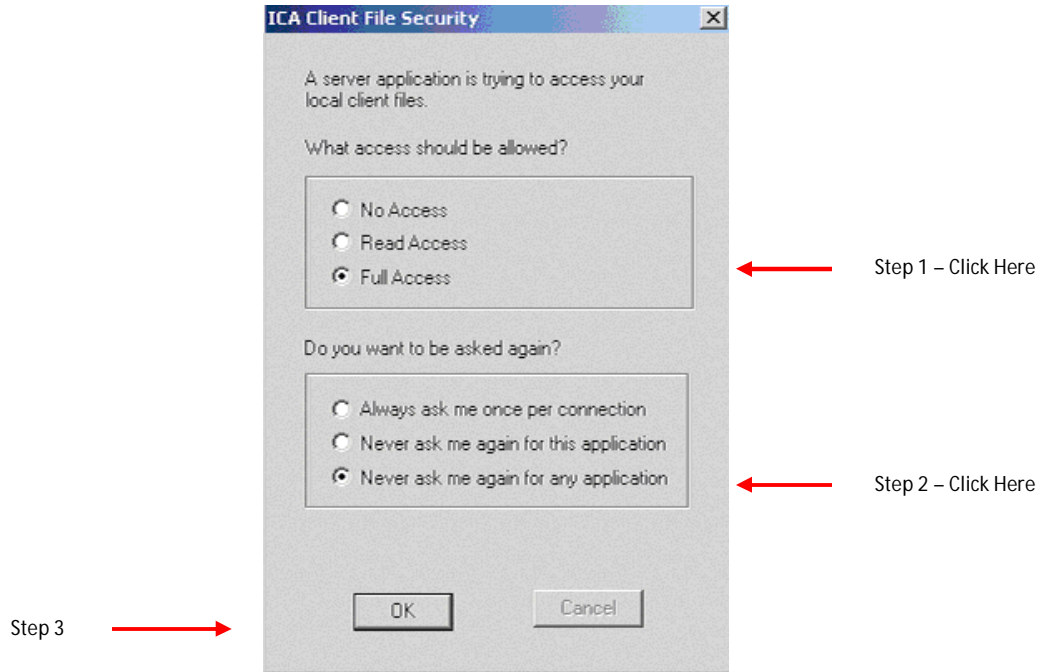 ICA Client File Security
A server application is trying to access your
local client files.
What access should be allowed?
No Access
Read Access
Full Access
Step 1 – Click Here
Do you want to be asked again?
Always ask me once per connection
Never ask me again for this application
Never ask me again for any application
Step 2 – Click Here
OK
Cancel
Step 3